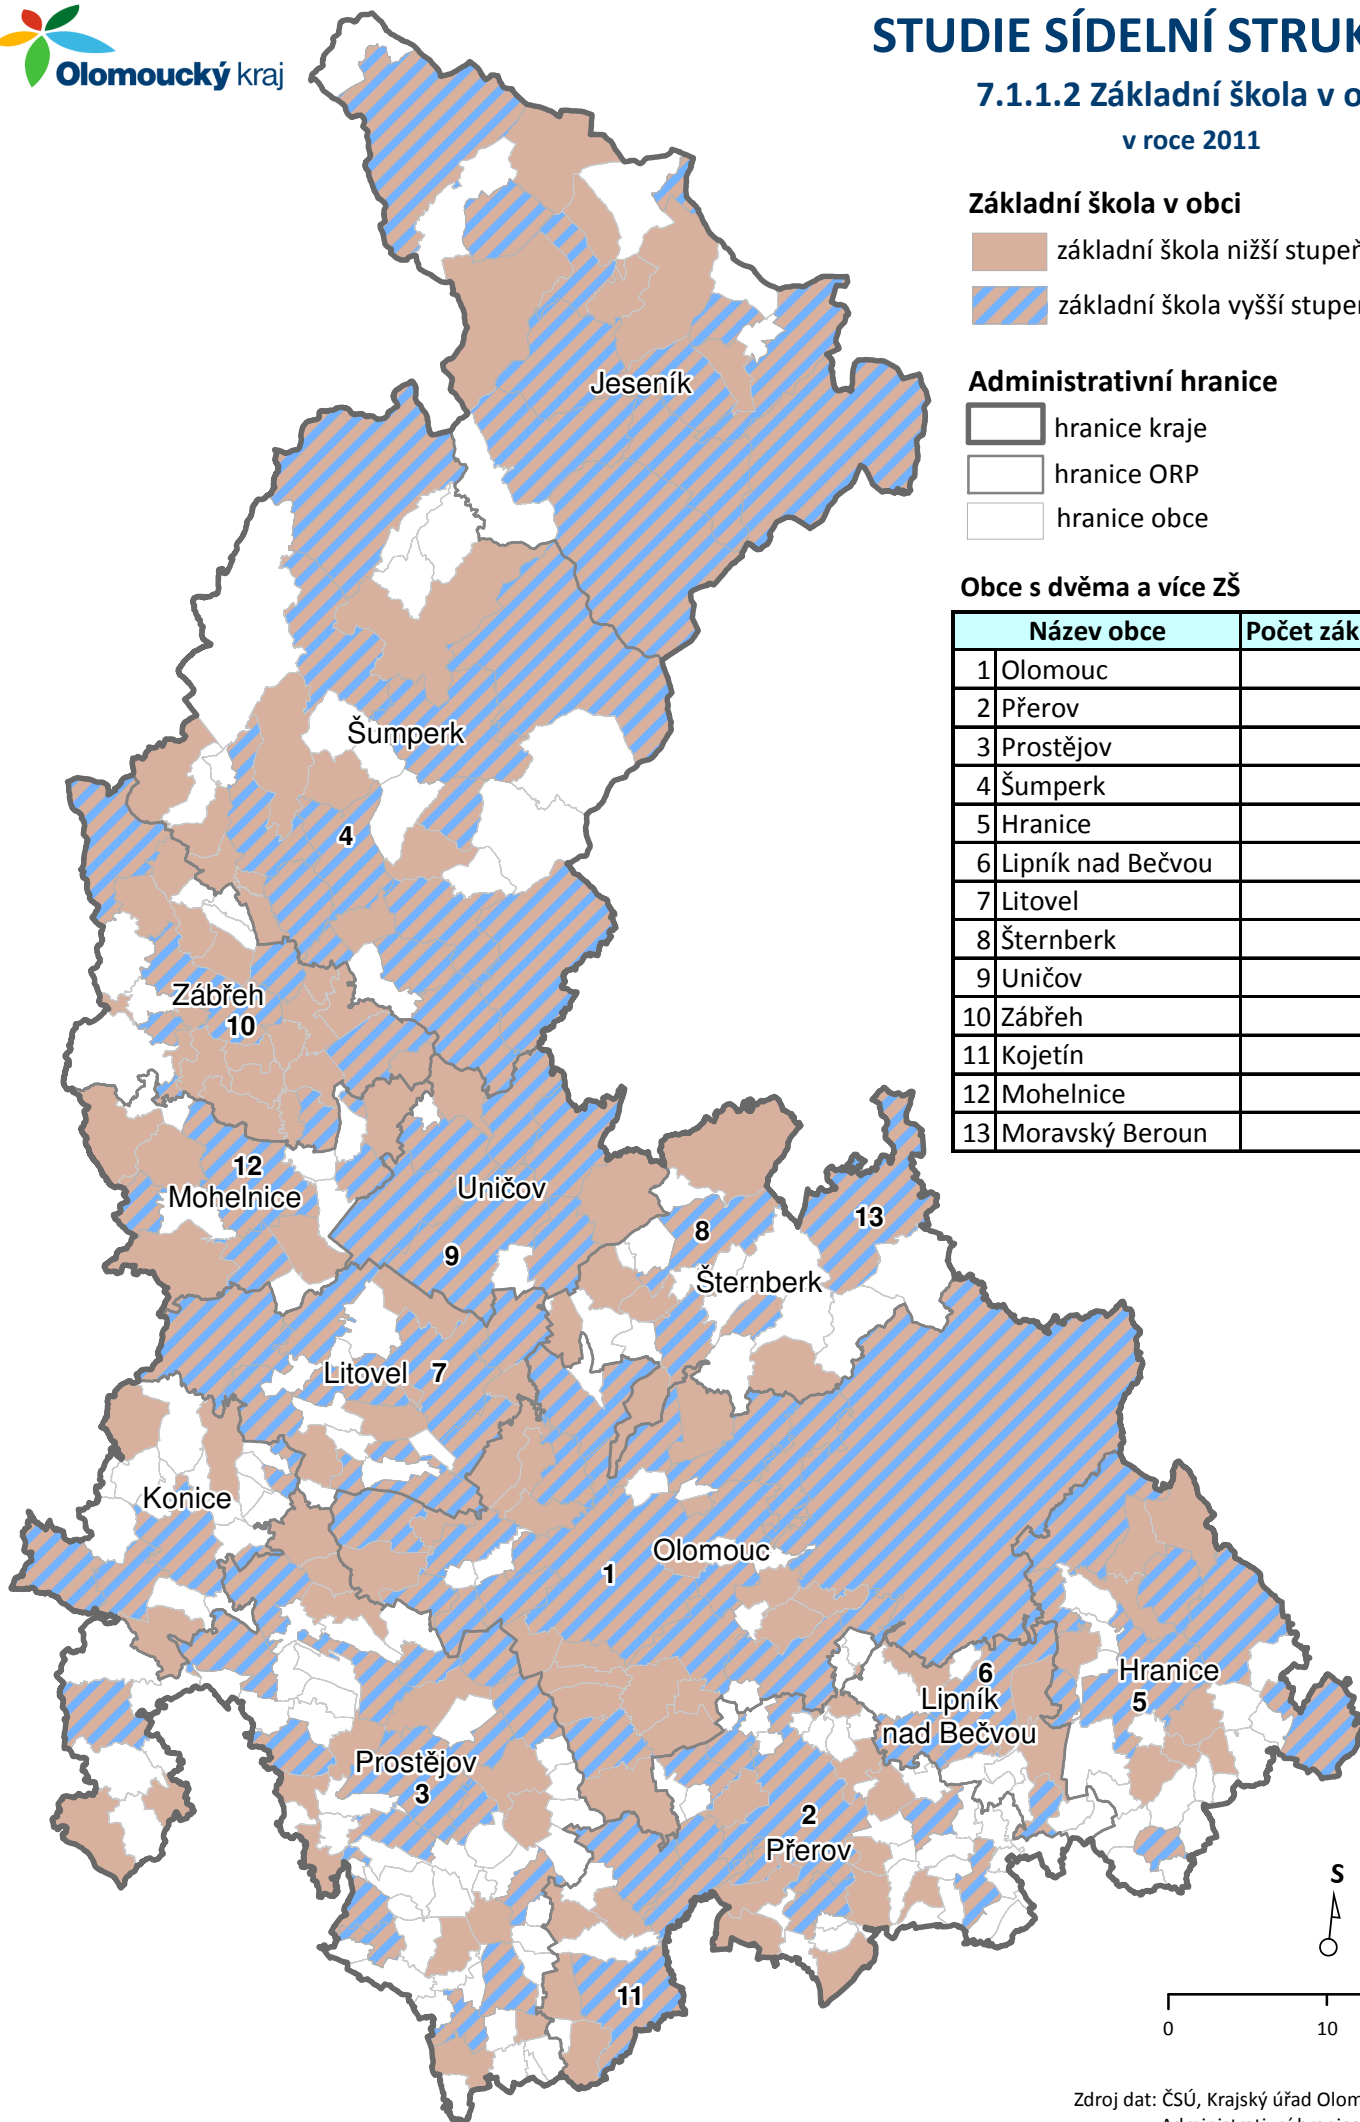 Olomoucký kraj
STUDIE SÍDELNÍ STRUK
7.1.1.2 Základní škola v o
v roce 2011
Základní škola v obci
základní škola nižší stupeň
základní škola vyšší stupeň
Administrativní hranice
hranice kraje
hranice ORP
hranice obce
Obce s dvěma a více ZŠ
Název obce Počet zák
1 Olomouc
2 Přerov
3 Prostějov
4 Šumperk
5 Hranice
6 Lipník nad Bečvou
7 Litovel
8 Šternberk
9 Uničov
10 Zábřeh
11 Kojetín
12 Mohelnice
13 Moravský Beroun
Jeseník
Šumperk
4
Zábřeh
10
12
Mohelnice
Uničov
9
8
Šternberk
13
Litovel 7
Konice
Olomouc
1
6
Lipník
nad Bečvou
Hranice
5
Prostějov
3
2
Přerov
11
S
0 10
Zdroj dat: ČSÚ, Krajský úřad Olom